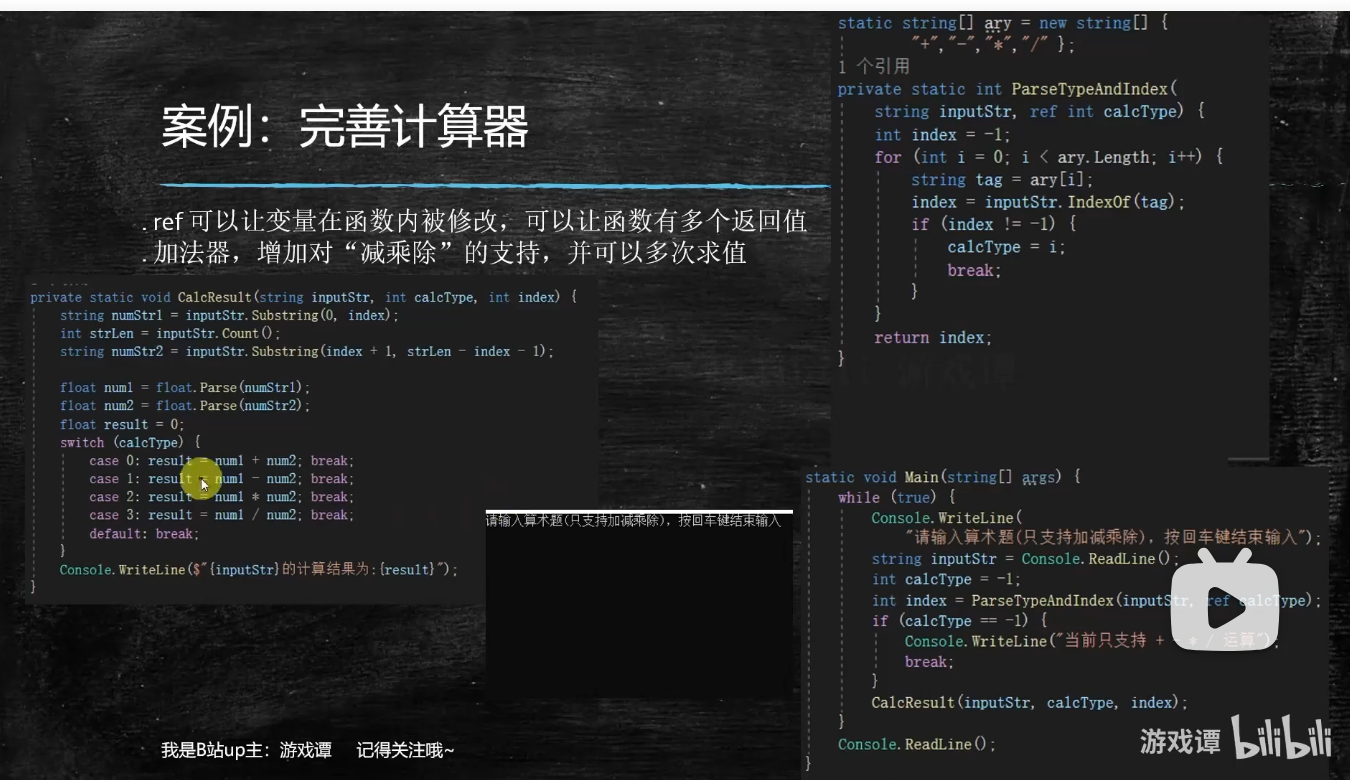 案例：完善计算器
. ref 可以让变量在函数内被修改，可以让函数有多个返回值
. 加法器，增加对“减乘除”的支持，并可以多次求值
private static void CalcResult(string inputStr, int calcType, int index) {
string numStr1 = inputStr.Substring(0, index);
int strLen = inputStr.Count();
string numStr2 = inputStr.Substring(index + 1, strLen - index - 1);
float num1 = float.Parse(numStr1);
float num2 = float.Parse(numStr2);
float result = 0;
switch (calcType) {
case 0: result = num1 + num2; break;
case 1: result = num1 - num2; break;
case 2: result = num1 * num2; break;
case 3: result = num1 / num2; break;
default: break;
}
Console.WriteLine($"{inputStr}的计算结果为:{result}");
}
请输入算术题(只支持加减乘除)，按回车键结束输入
static string[] ary = new string[] {
"+","-","*","/" };
1 个引用
private static int ParseTypeAndIndex(
string inputStr, ref int calcType) {
int index = -1;
for (int i = 0; i < ary.Length; i++) {
string tag = ary[i];
index = inputStr.IndexOf(tag);
if (index != -1) {
calcType = i;
break;
}
}
return index;
}
static void Main(string[] args) {
while (true) {
Console.WriteLine(
"请输入算术题(只支持加减乘除)，按回车键结束输入");
string inputStr = Console.ReadLine();
int calcType = -1;
int index = ParseTypeAndIndex(inputStr, ref calcType);
if (calcType == -1) {
Console.WriteLine("当前只支持 + - * / 运算");
break;
}
CalcResult(inputStr, calcType, index);
}
Console.ReadLine();
}
我是B站up主：游戏谭 记得关注哦~
游戏谭 bilibili